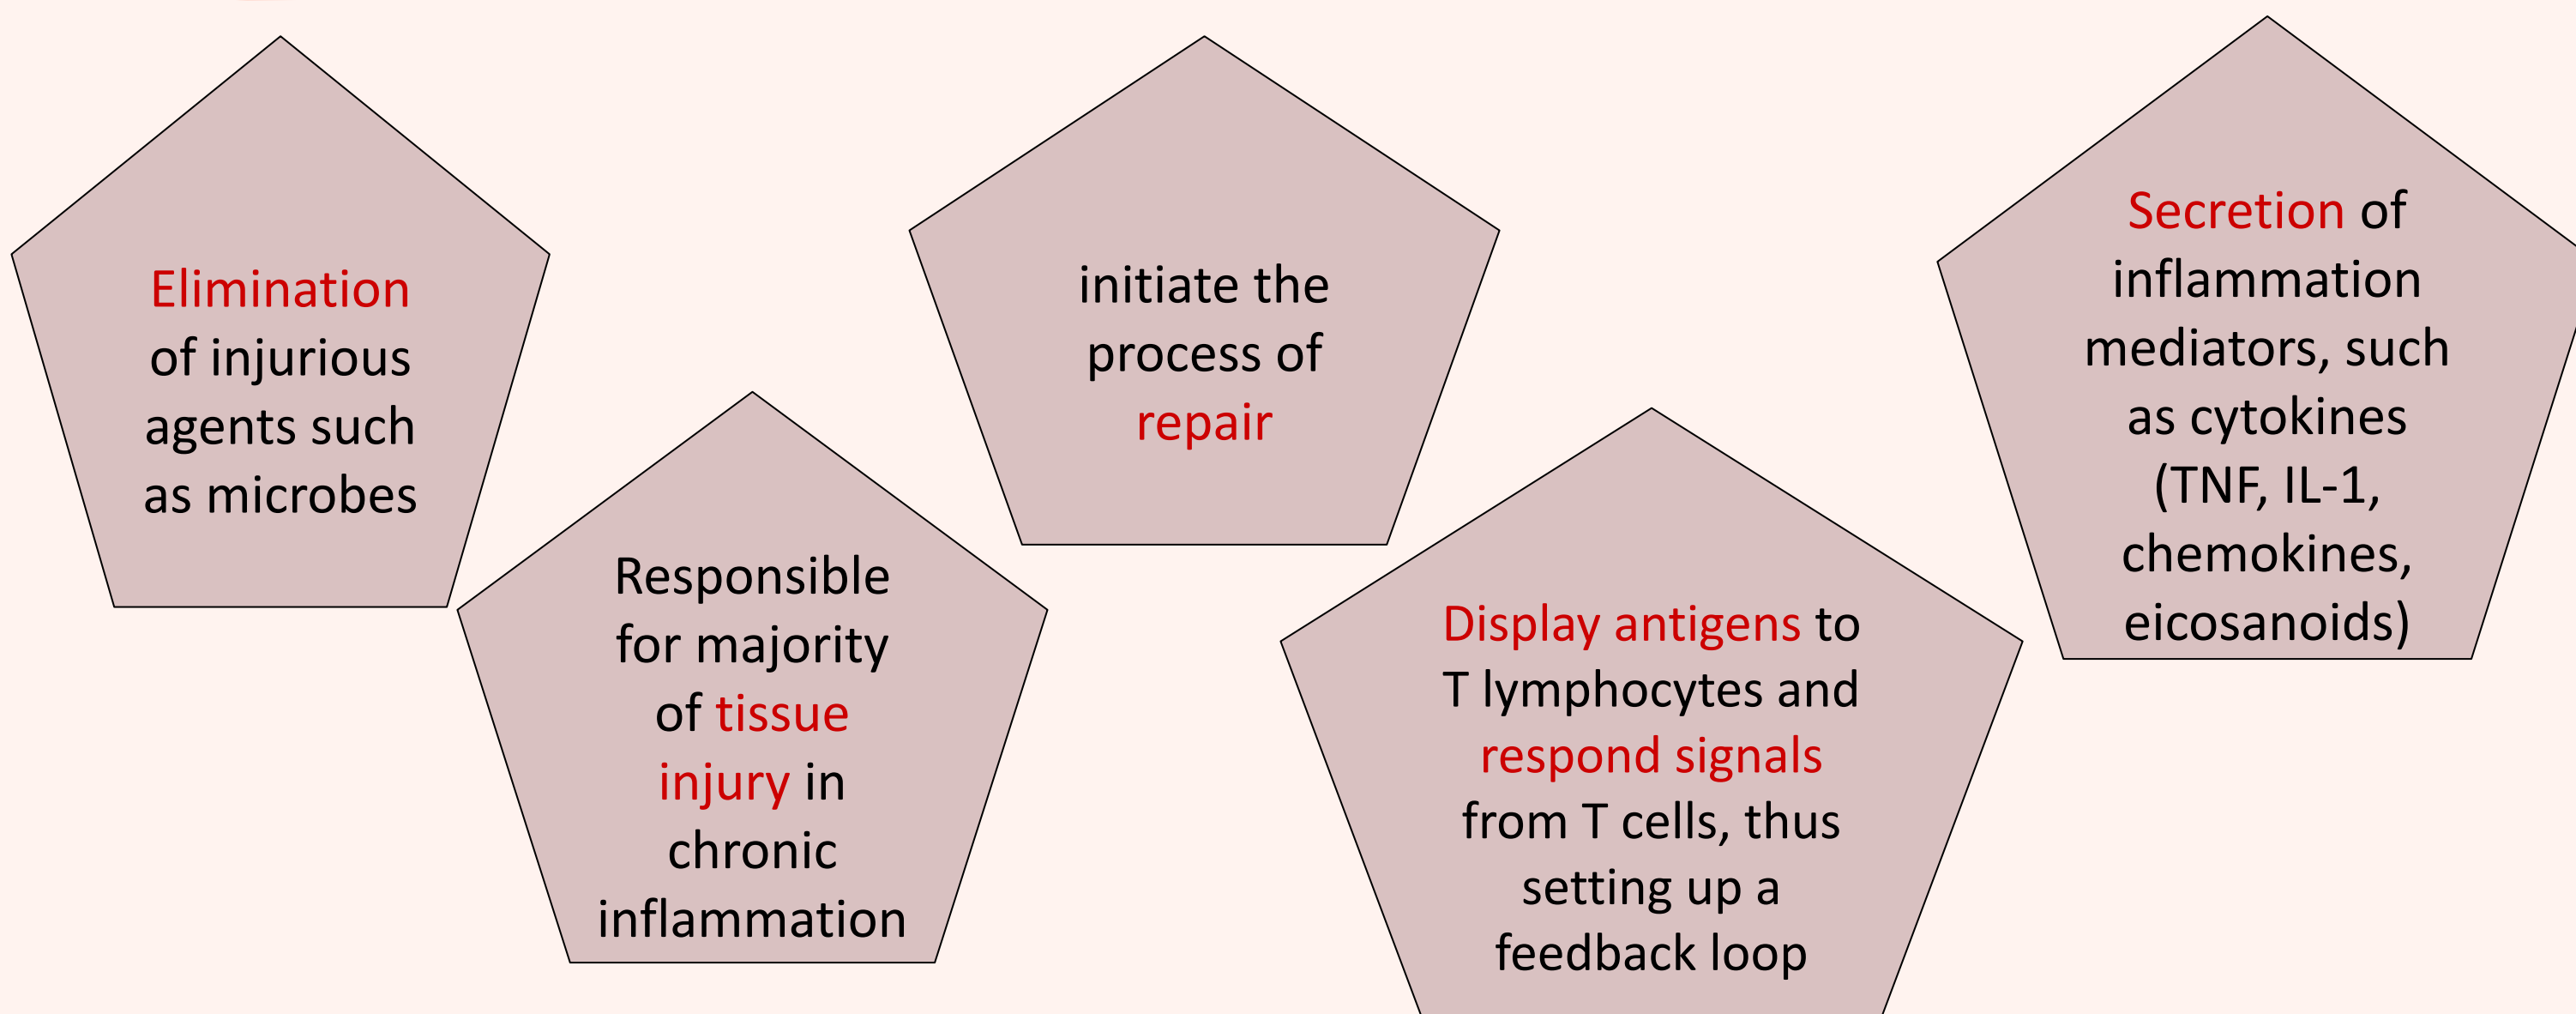 Elimination
of injurious
agents such
as microbes
Responsible
for majority
of tissue
injury in
chronic
inflammation
initiate the
process of
repair
Display antigens to
T lymphocytes and
respond signals
from T cells, thus
setting up a
feedback loop
Secretion of
inflammation
mediators, such
as cytokines
(TNF, IL-1,
chemokines,
eicosanoids)